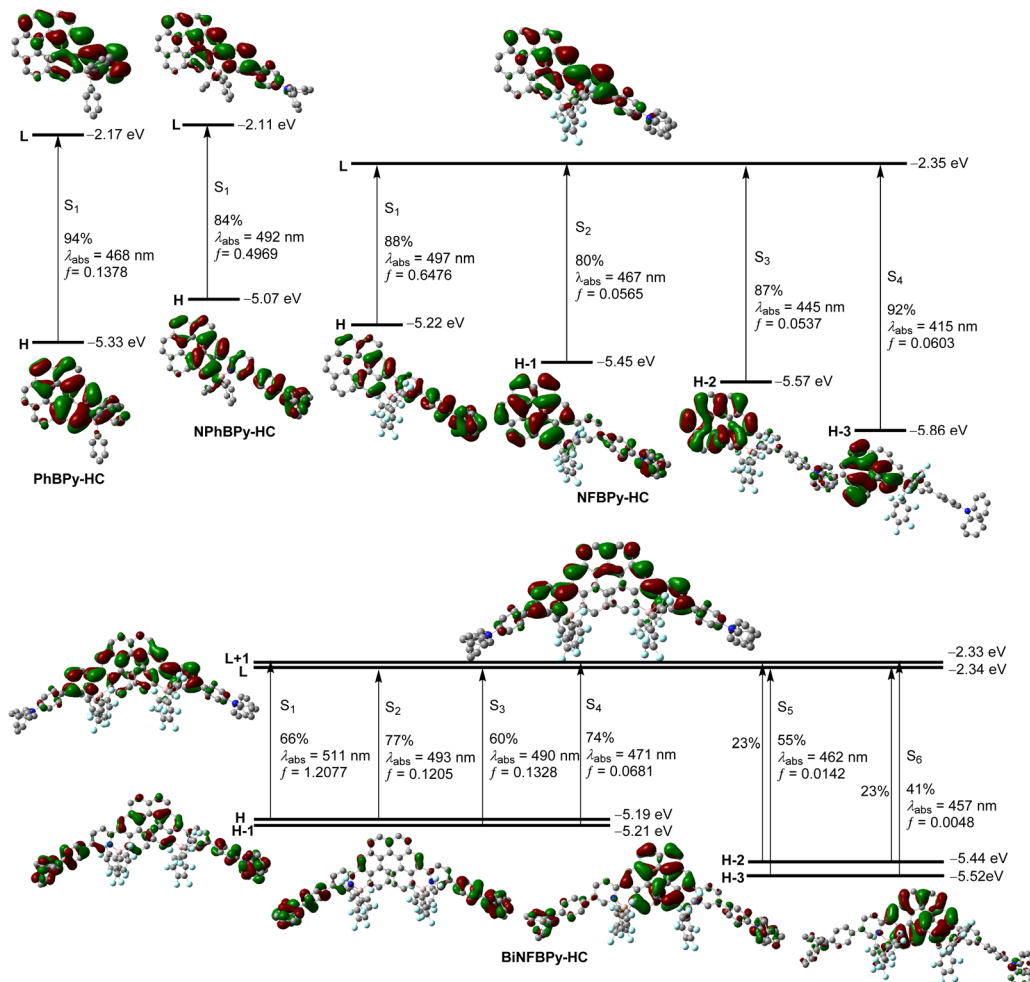 L −2.17 eV
S1
94%
λabs = 468 nm
f= 0.1378
H −5.33 eV
PhBPy-HC
L −2.11 eV
S1
84%
λabs = 492 nm
f= 0.4969
H −5.07 eV
NPhBPy-HC
L −2.35 eV
S1
88%
λabs = 497 nm
f = 0.6476
H −5.22 eV
S2
80%
λabs = 467 nm
f = 0.0565
H-1 −5.45 eV
S3
87%
λabs = 445 nm
f = 0.0537
H-2 −5.57 eV
S4
92%
λabs = 415 nm
f = 0.0603
H-3 −5.86 eV
NFBPy-HC
L+1 −2.33 eV
L −2.34 eV
S1
66%
λabs = 511 nm
f = 1.2077
S2
77%
λabs = 493 nm
f = 0.1205
S3
60%
λabs = 490 nm
f = 0.1328
S4
74%
λabs = 471 nm
f = 0.0681
23%
S5
55%
λabs = 462 nm
f = 0.0142
23%
S6
41%
λabs = 457 nm
f = 0.0048
H −5.19 eV
H-1 −5.21 eV
H-2 −5.44 eV
H-3 −5.52eV
BiNFBPy-HC